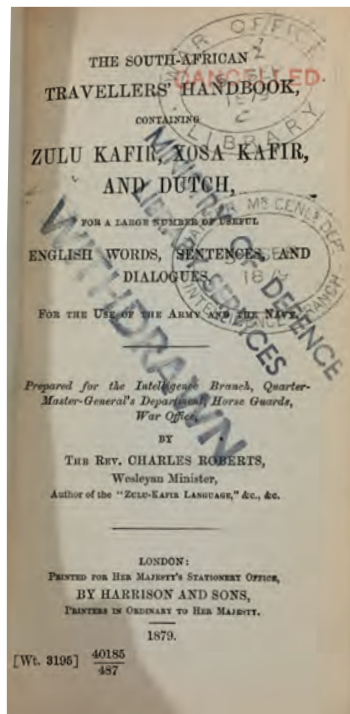 THE SOUTH-AFRICAN
TRAVELLERS' HANDBOOK,
CONTAINING
ZULU KAFIR, XOSA KAFIR,
AND DUTCH,
FOR A LARGE NUMBER OF USEFUL
ENGLISH WORDS, SENTENCES, AND
DIALOGUES.
FOR THE USE OF THE ARMY AND THE NAVY.
Prepared for the Intelligence Branch, Quarter-
Master-General's Department, Horse Guards,
War Office,
BY
THE REV. CHARLES ROBERTS,
Wesleyan Minister,
Author of the "ZULU-KAFIR LANGUAGE," &c., &c.
LONDON:
PRINTED FOR HER MAJESTY'S STATIONERY OFFICE,
BY HARRISON AND SONS,
PRINTERS IN ORDINARY TO HER MAJESTY.
1879.
[Wt. 3195] 40185
487
WAR OFFICE
LIBRARY
CANCELLED.
MINISTRY OF DEFENCE
LIBRARY SERVICES
WITHDRAWN
BRANCH